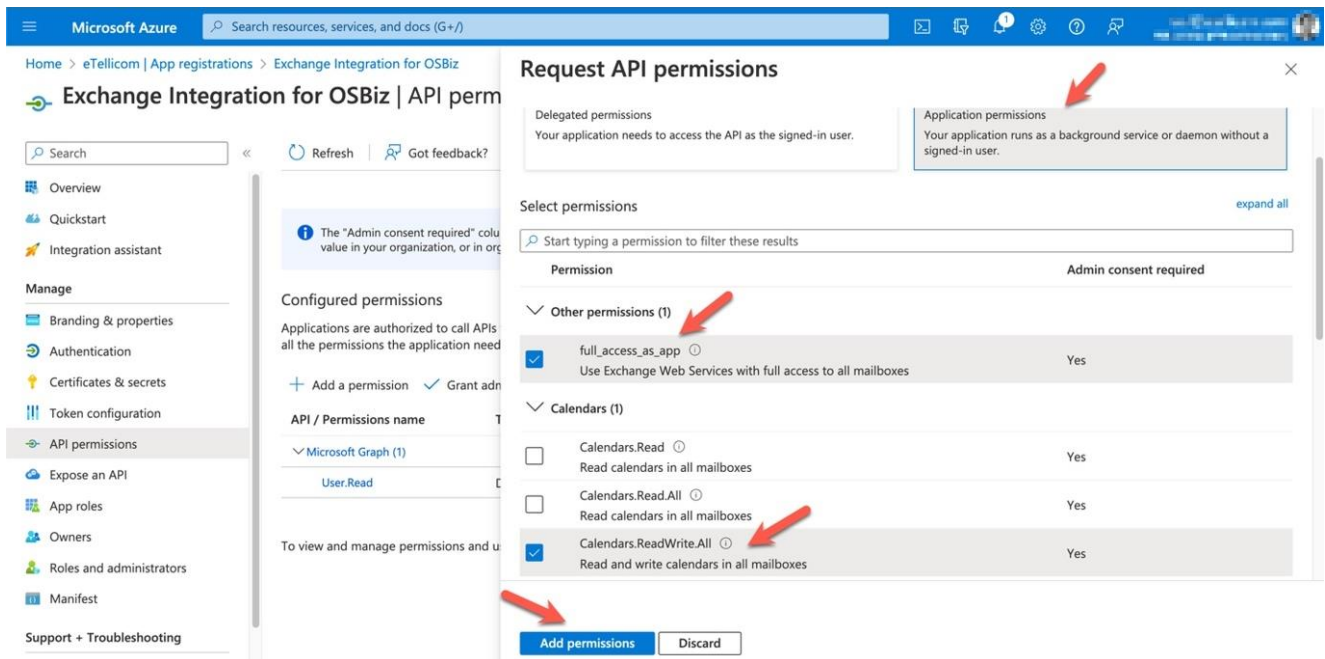 Microsoft Azure
Search resources, services, and docs (G+/)
1
Home > eTellicom | App registrations > Exchange Integration for OSBiz
Exchange Integration for OSBiz | API perm
Search
«
Overview
Quickstart
Integration assistant
Manage
Branding & properties
Authentication
Certificates & secrets
Token configuration
API permissions
Expose an API
App roles
Owners
Roles and administrators
Manifest
Support + Troubleshooting
Refresh
Got feedback?
The "Admin consent required" colu
value in your organization, or in org
Configured permissions
Applications are authorized to call APIs
all the permissions the application need
Add a permission
Grant adn
API / Permissions name
T
Microsoft Graph (1)
User.Read
D
To view and manage permissions and u
Request API permissions
Delegated permissions
Your application needs to access the API as the signed-in user.
Application permissions
Your application runs as a background service or daemon without a
signed-in user.
Select permissions
expand all
Start typing a permission to filter these results
Permission
Admin consent required
Other permissions (1)
full_access_as_app
Use Exchange Web Services with full access to all mailboxes
Yes
Calendars (1)
Calendars.Read
Read calendars in all mailboxes
Yes
Calendars.Read.All
Read calendars in all mailboxes
Yes
Calendars.ReadWrite.All
Read and write calendars in all mailboxes
Yes
Add permissions
Discard